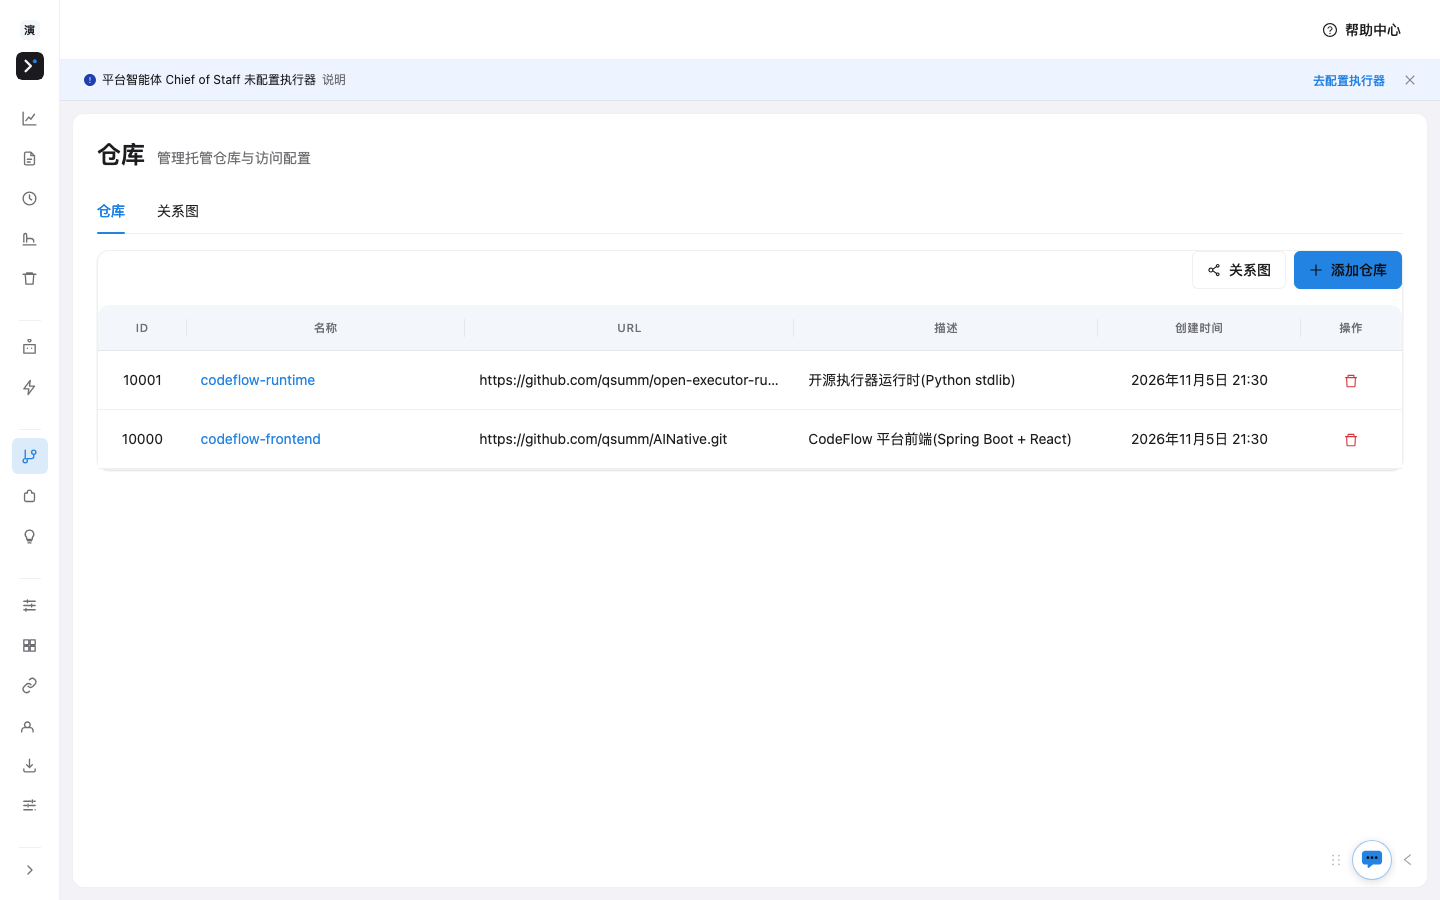 演
帮助中心
平台智能体 Chief of Staff 未配置执行器 说明
去配置执行器
仓库 管理托管仓库与访问配置
仓库 关系图
关系图 添加仓库
ID 名称 URL 描述 创建时间 操作
10001 codeflow-runtime https://github.com/qsumm/open-executor-ru... 开源执行器运行时(Python stdlib) 2026年11月5日 21:30
10000 codeflow-frontend https://github.com/qsumm/AINative.git CodeFlow 平台前端(Spring Boot + React) 2026年11月5日 21:30